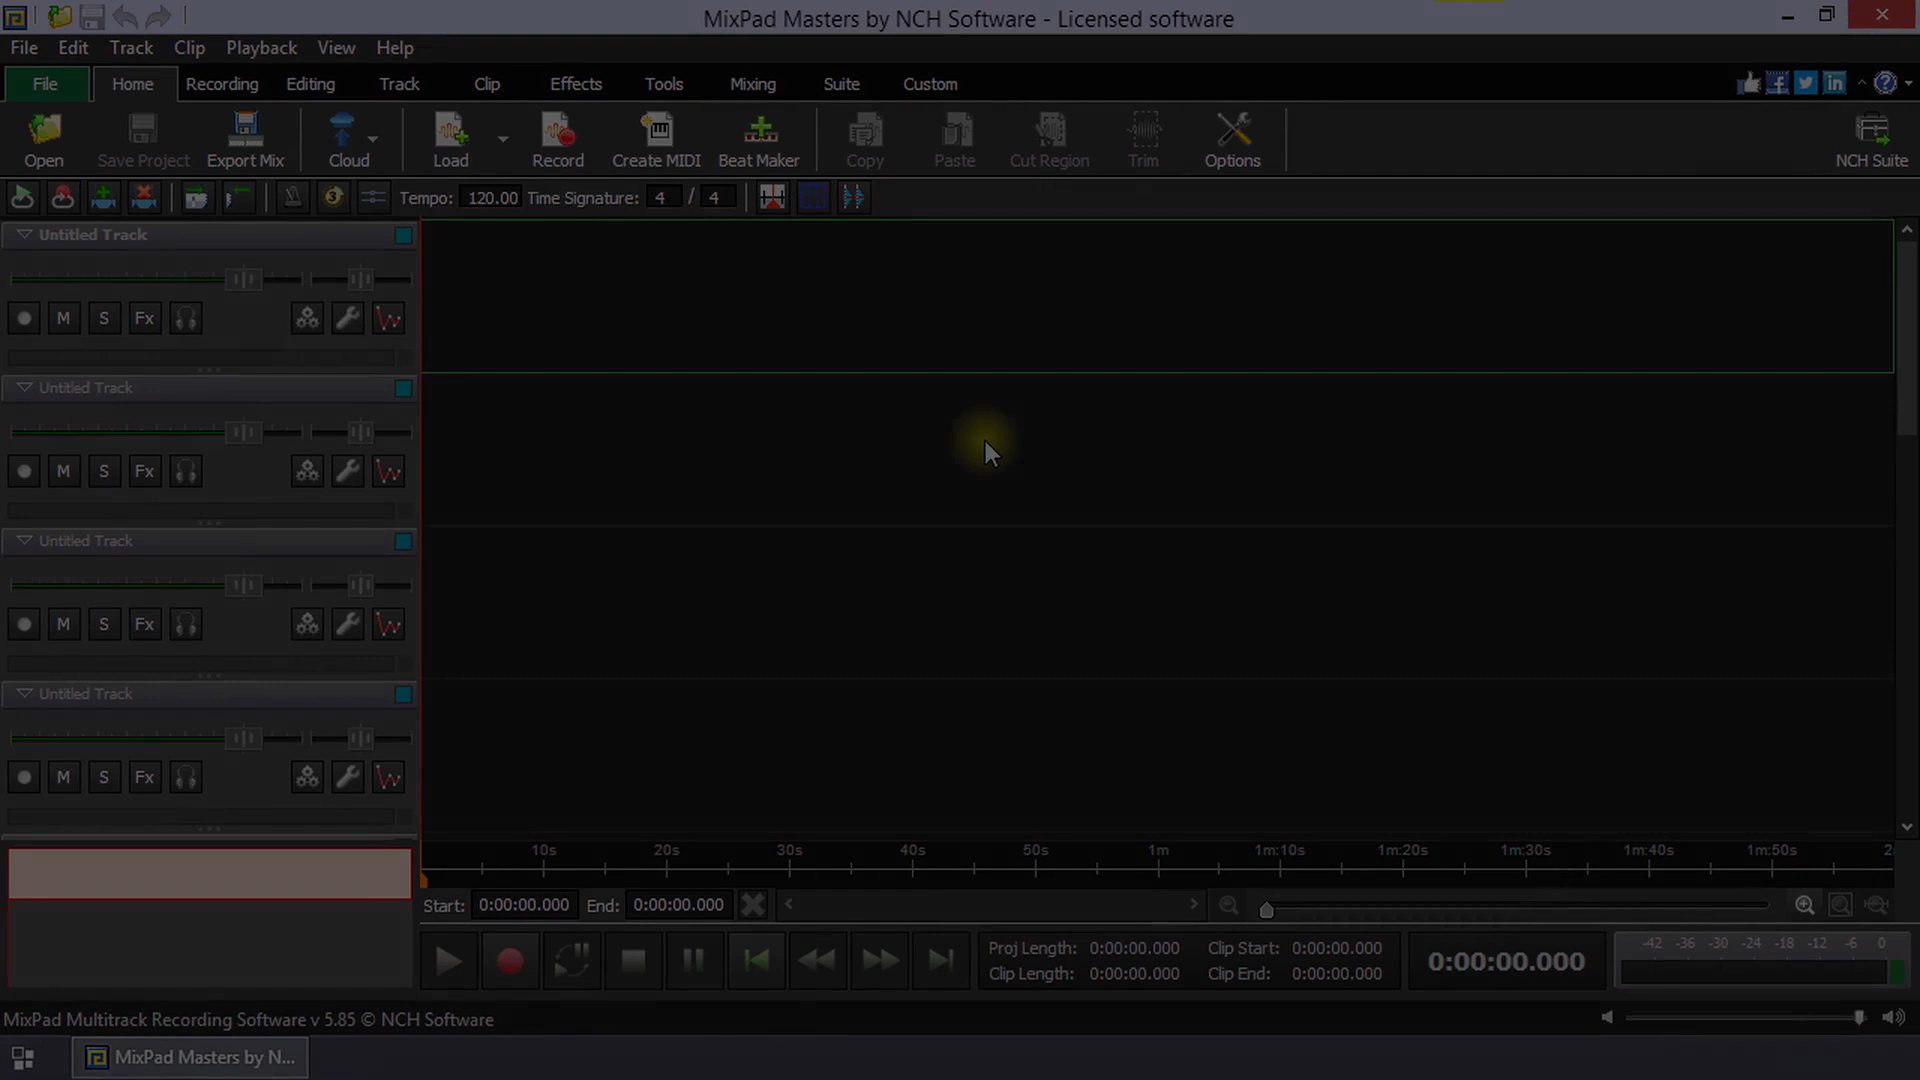 MixPad Masters by NCH Software - Licensed software
File Edit Track Clip Playback View Help
File Home Recording Editing Track Clip Effects Tools Mixing Suite Custom
Open Save Project Export Mix Cloud Load Record Create MIDI Beat Maker Copy Paste Cut Region Trim Options NCH Suite
Tempo: 120.00 Time Signature: 4 / 4
Untitled Track
M S Fx
Untitled Track
M S Fx
Untitled Track
M S Fx
Untitled Track
M S Fx
10s 20s 30s 40s 50s 1m 1m:10s 1m:20s 1m:30s 1m:40s 1m:50s
Start: 0:00:00.000 End: 0:00:00.000
Proj Length: 0:00:00.000 Clip Start: 0:00:00.000
Clip Length: 0:00:00.000 Clip End: 0:00:00.000
0:00:00.000
-42 -36 -30 -24 -18 -12 -6 0
MixPad Multitrack Recording Software v 5.85 © NCH Software
MixPad Masters by N...